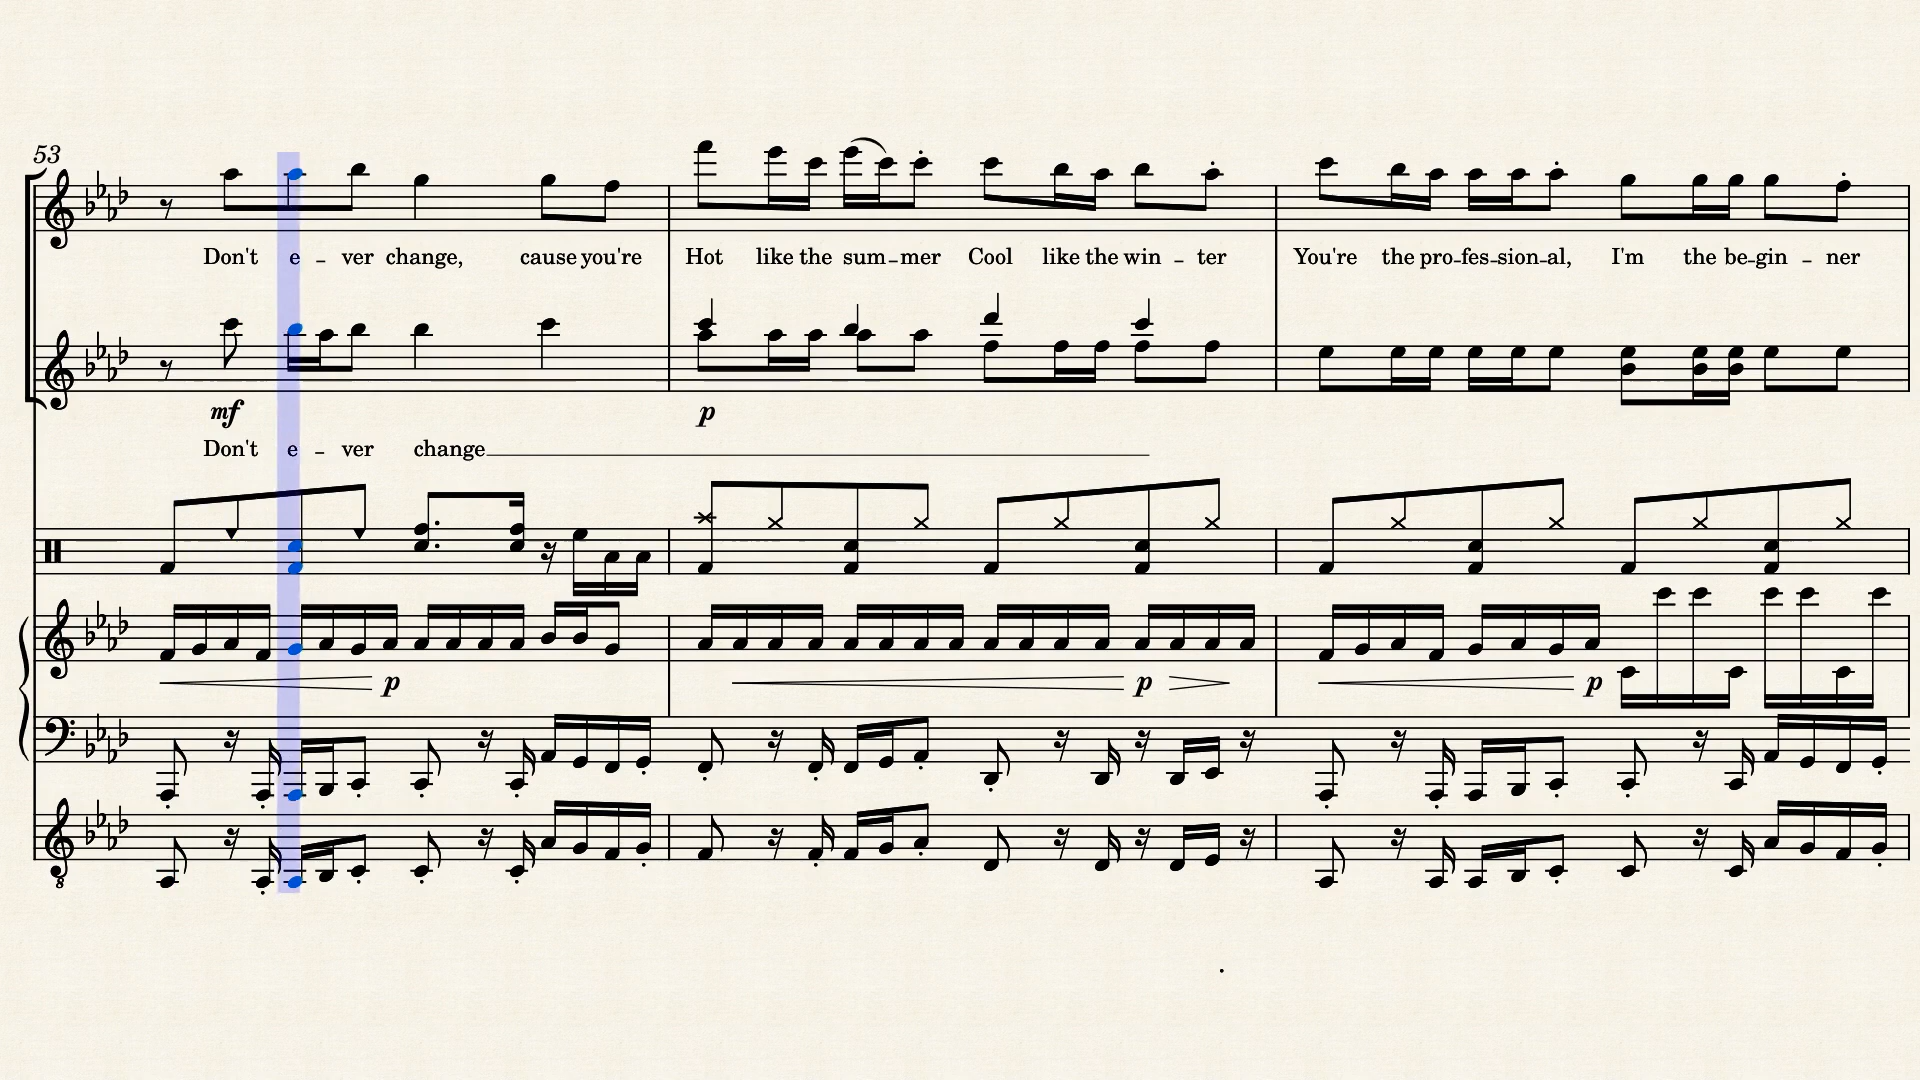 53
Don't e - ver change, cause you're Hot like the sum - mer Cool like the win - ter You're the pro - fes - sion - al, I'm the be - gin - ner
mf p
Don't e - ver change
p p p
8